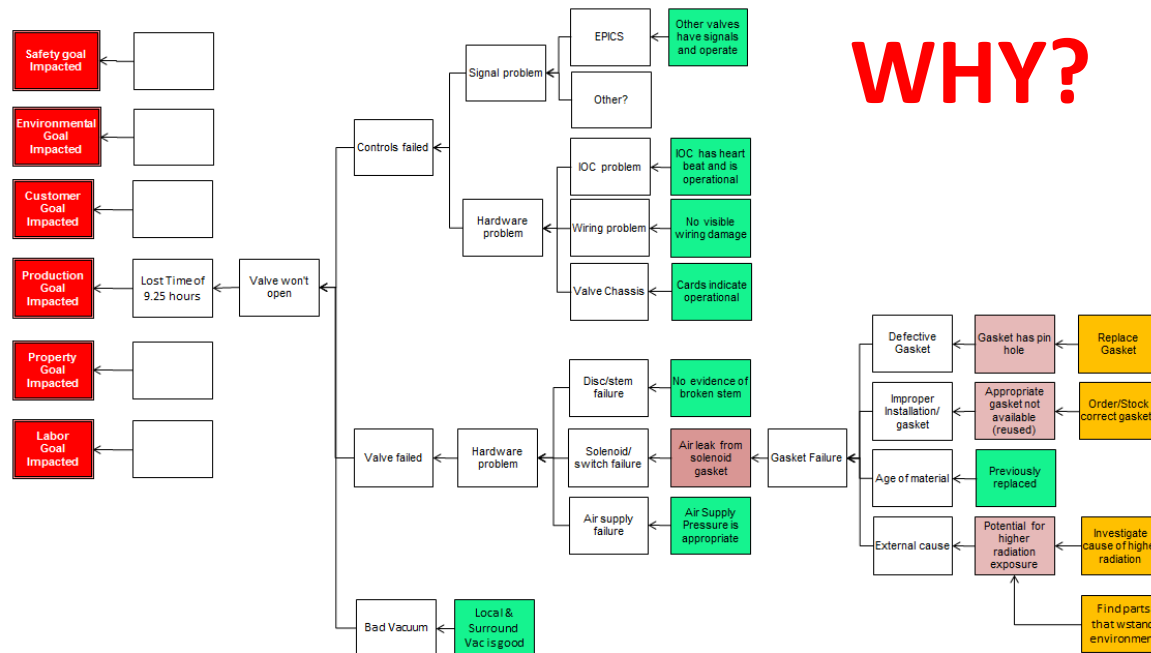 WHY?
Safety goal
Impacted
Environmental
Goal
Impacted
Customer
Goal
Impacted
Production
Goal
Impacted
Property
Goal
Impacted
Labor
Goal
Impacted
Lost Time of
9.25 hours
Valve won't
open
Controls failed
Signal problem
EPICS
Other valves
have signals
and operate
Other?
Hardware
problem
IOC problem
IOC has heart
beat and is
operational
Wiring problem
No visible
wiring damage
Valve Chassis
Cards indicate
operational
Valve failed
Hardware
problem
Disc/stem
failure
No evidence of
broken stem
Solenoid/
switch failure
Air leak from
solenoid
gasket
Air supply
failure
Air Supply
Pressure is
appropriate
Gasket Failure
Defective
Gasket
Gasket has pin
hole
Replace
Gasket
Improper
Installation/
gasket
Appropriate
gasket not
available
(reused)
Order/Stock
correct gasket
Age of material
Previously
replaced
External cause
Potential for
higher
radiation
exposure
Investigate
cause of higher
radiation
Find parts
that wstand
environment
Bad Vacuum
Local &
Surround
Vac is good